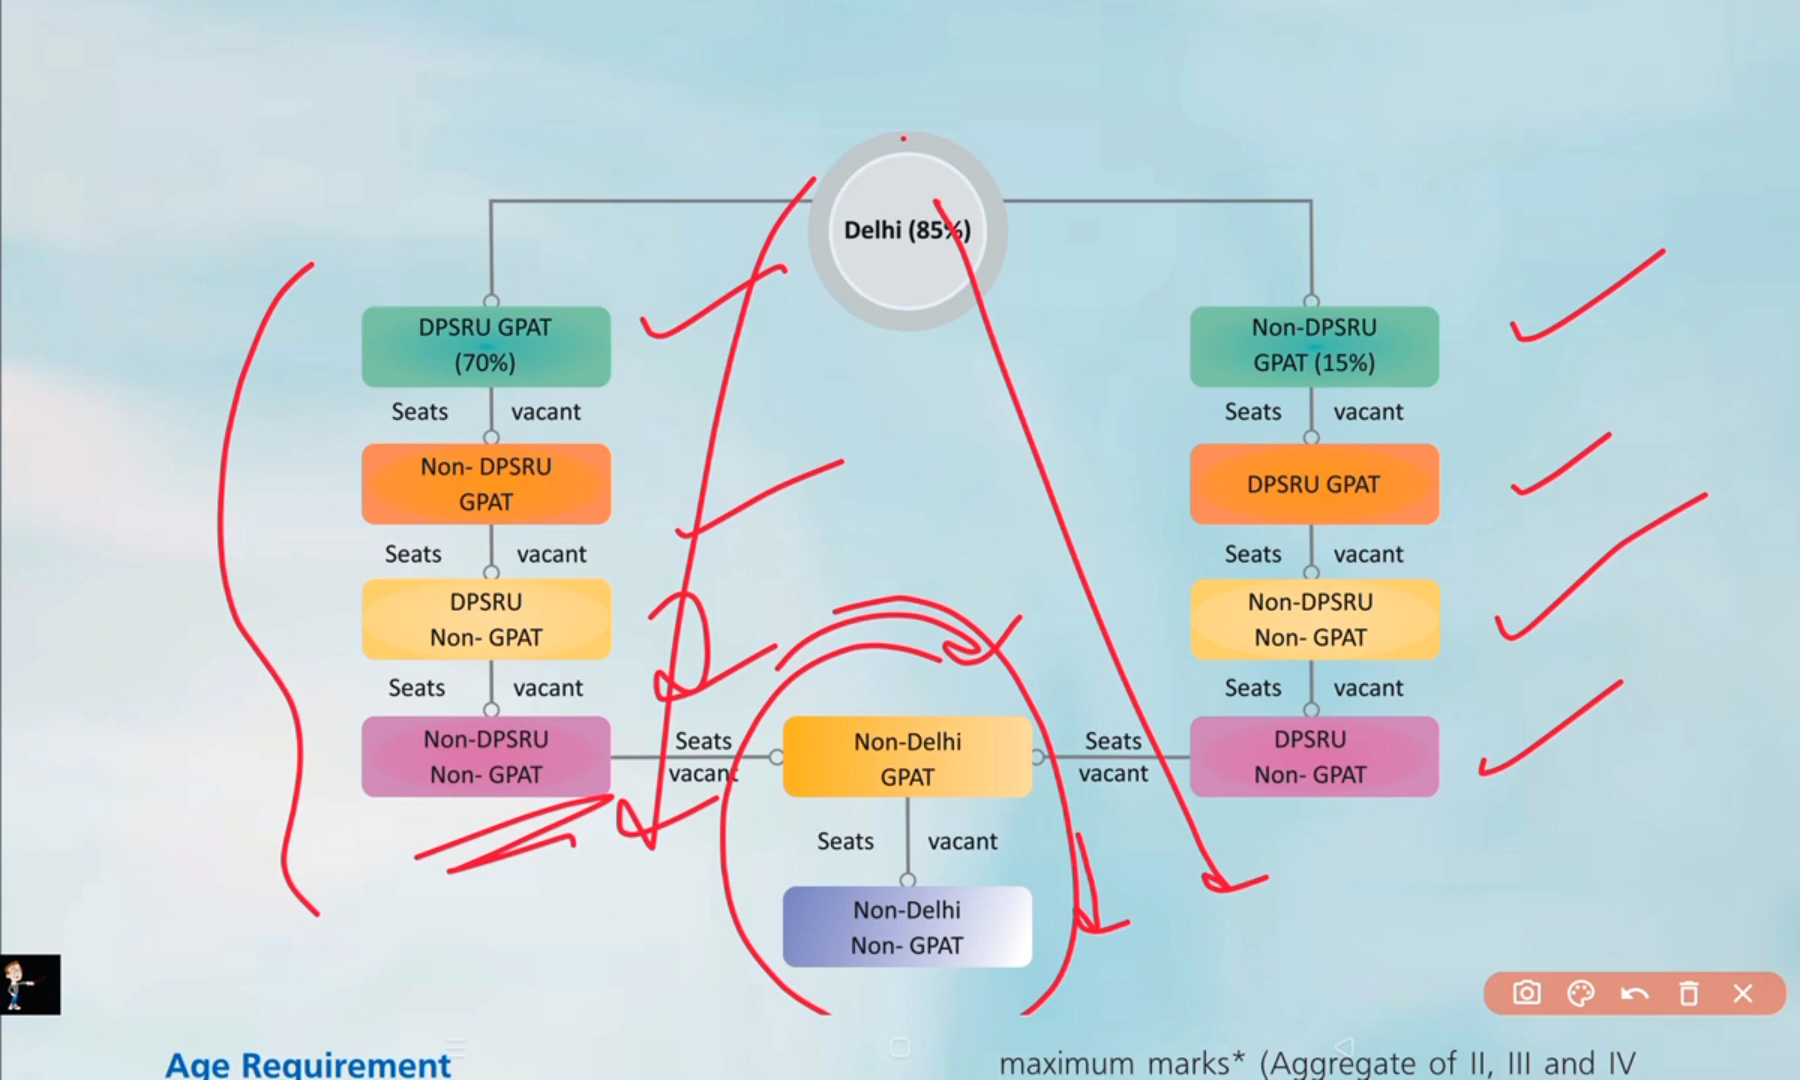 Delhi (85%)
DPSRU GPAT
(70%)
Seats vacant
Non- DPSRU
GPAT
Seats vacant
DPSRU
Non- GPAT
Seats vacant
Non-DPSRU
Non- GPAT
Seats
vacant
Non-DPSRU
GPAT (15%)
Seats vacant
DPSRU GPAT
Seats vacant
Non-DPSRU
Non- GPAT
Seats vacant
DPSRU
Non- GPAT
Seats
vacant
Non-Delhi
GPAT
Seats vacant
Non-Delhi
Non- GPAT
Age Requirement
maximum marks* (Aggregate of II, III and IV